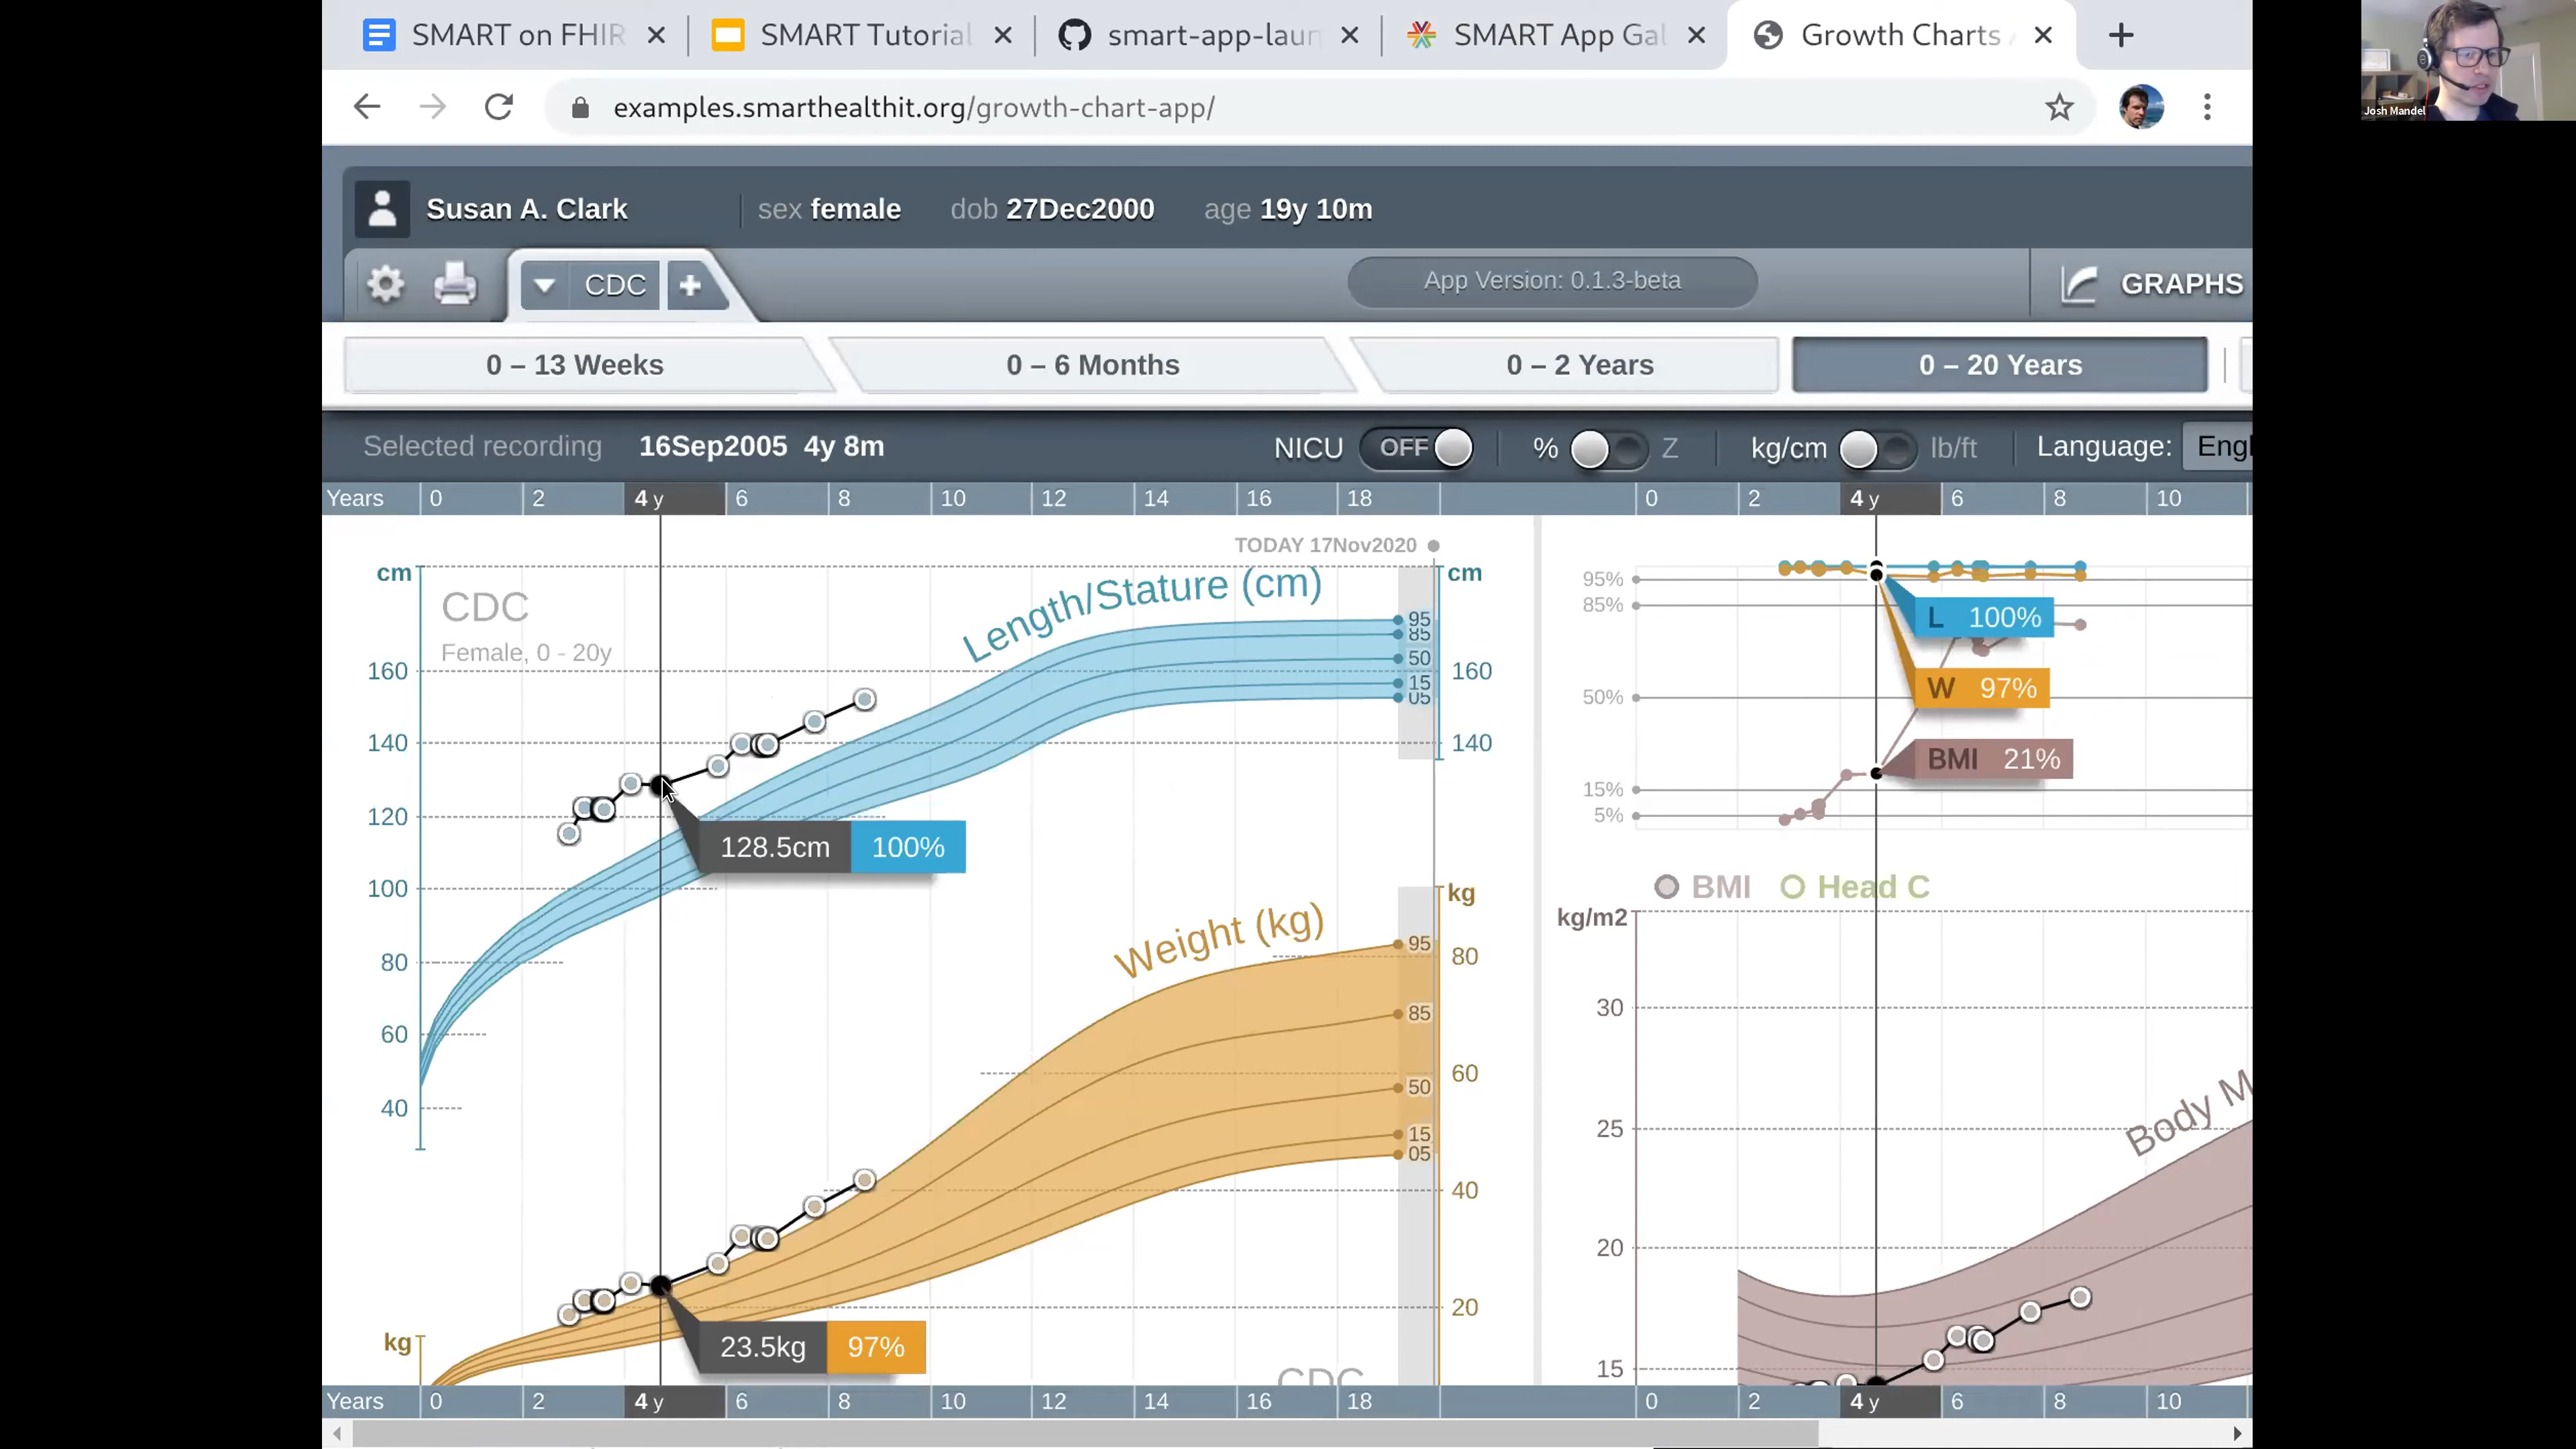 SMART on FHIR
SMART Tutorial
smart-app-laun
SMART App Gal
Growth Charts
examples.smarthealthit.org/growth-chart-app/
Josh Mandel
Susan A. Clark
sex female dob 27Dec2000 age 19y 10m
CDC
App Version: 0.1.3-beta
GRAPHS
0 – 13 Weeks
0 – 6 Months
0 – 2 Years
0 – 20 Years
Selected recording 16Sep2005 4y 8m
NICU OFF
% Z
kg/cm lb/ft
Language: Engl
Years 0 2 4 y 6 8 10 12 14 16 18
0 2 4 y 6 8 10
TODAY 17Nov2020
cm
CDC
Female, 0 - 20y
Length/Stature (cm)
cm
95
85
50
15
05
160
140
120
100
80
60
40
160
140
128.5cm 100%
kg
Weight (kg)
95
85
50
15
05
80
60
40
20
23.5kg 97%
kg
CDC
95%
85%
50%
15%
5%
L 100%
W 97%
BMI 21%
BMI Head C
kg/m2
30
25
20
15
Body M
Years 0 2 4 y 6 8 10 12 14 16 18
0 2 4 y 6 8 10